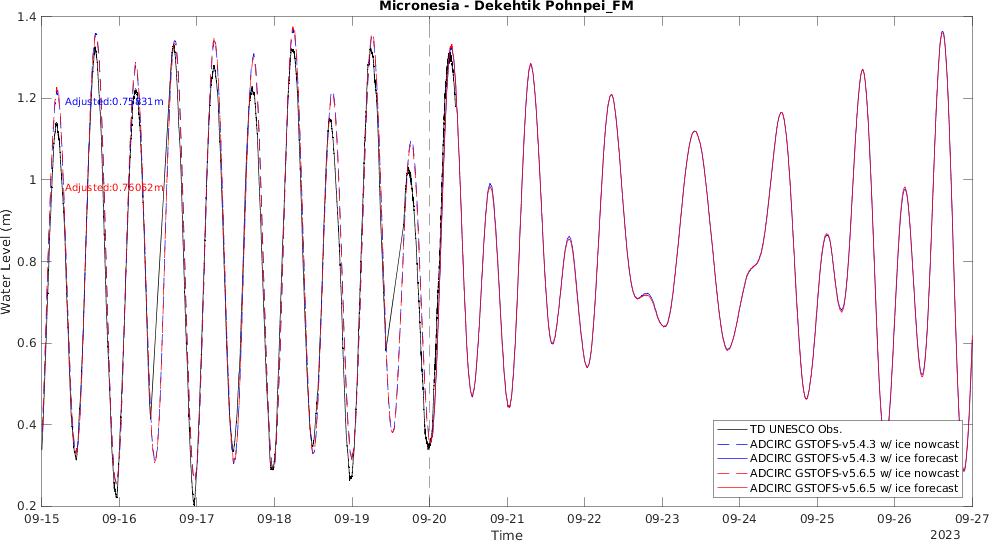 Micronesia - Dekehtik Pohnpei_FM
1.4
1.2
1
0.8
0.6
0.4
0.2
Water Level (m)
Adjusted:0.75831m
Adjusted:0.76062m
TD UNESCO Obs.
ADCIRC GSTOFS-v5.4.3 w/ ice nowcast
ADCIRC GSTOFS-v5.4.3 w/ ice forecast
ADCIRC GSTOFS-v5.6.5 w/ ice nowcast
ADCIRC GSTOFS-v5.6.5 w/ ice forecast
09-15 09-16 09-17 09-18 09-19 09-20 09-21 09-22 09-23 09-24 09-25 09-26 09-27
Time
2023